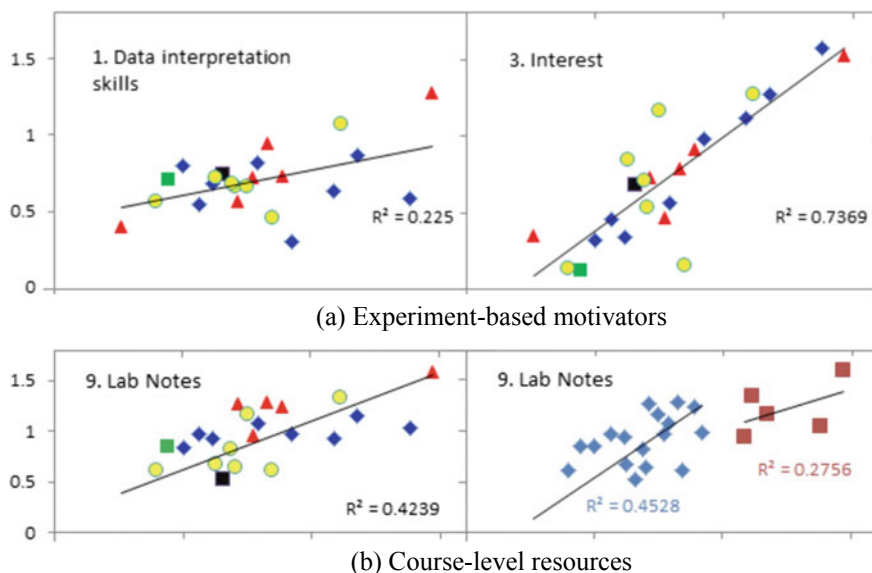 1.5
1
0.5
0
1. Data interpretation
skills
R² = 0.225
3. Interest
R² = 0.7369
(a) Experiment-based motivators
1.5
1
0.5
0
9. Lab Notes
R² = 0.4239
9. Lab Notes
R² = 0.4528
R² = 0.2756
(b) Course-level resources